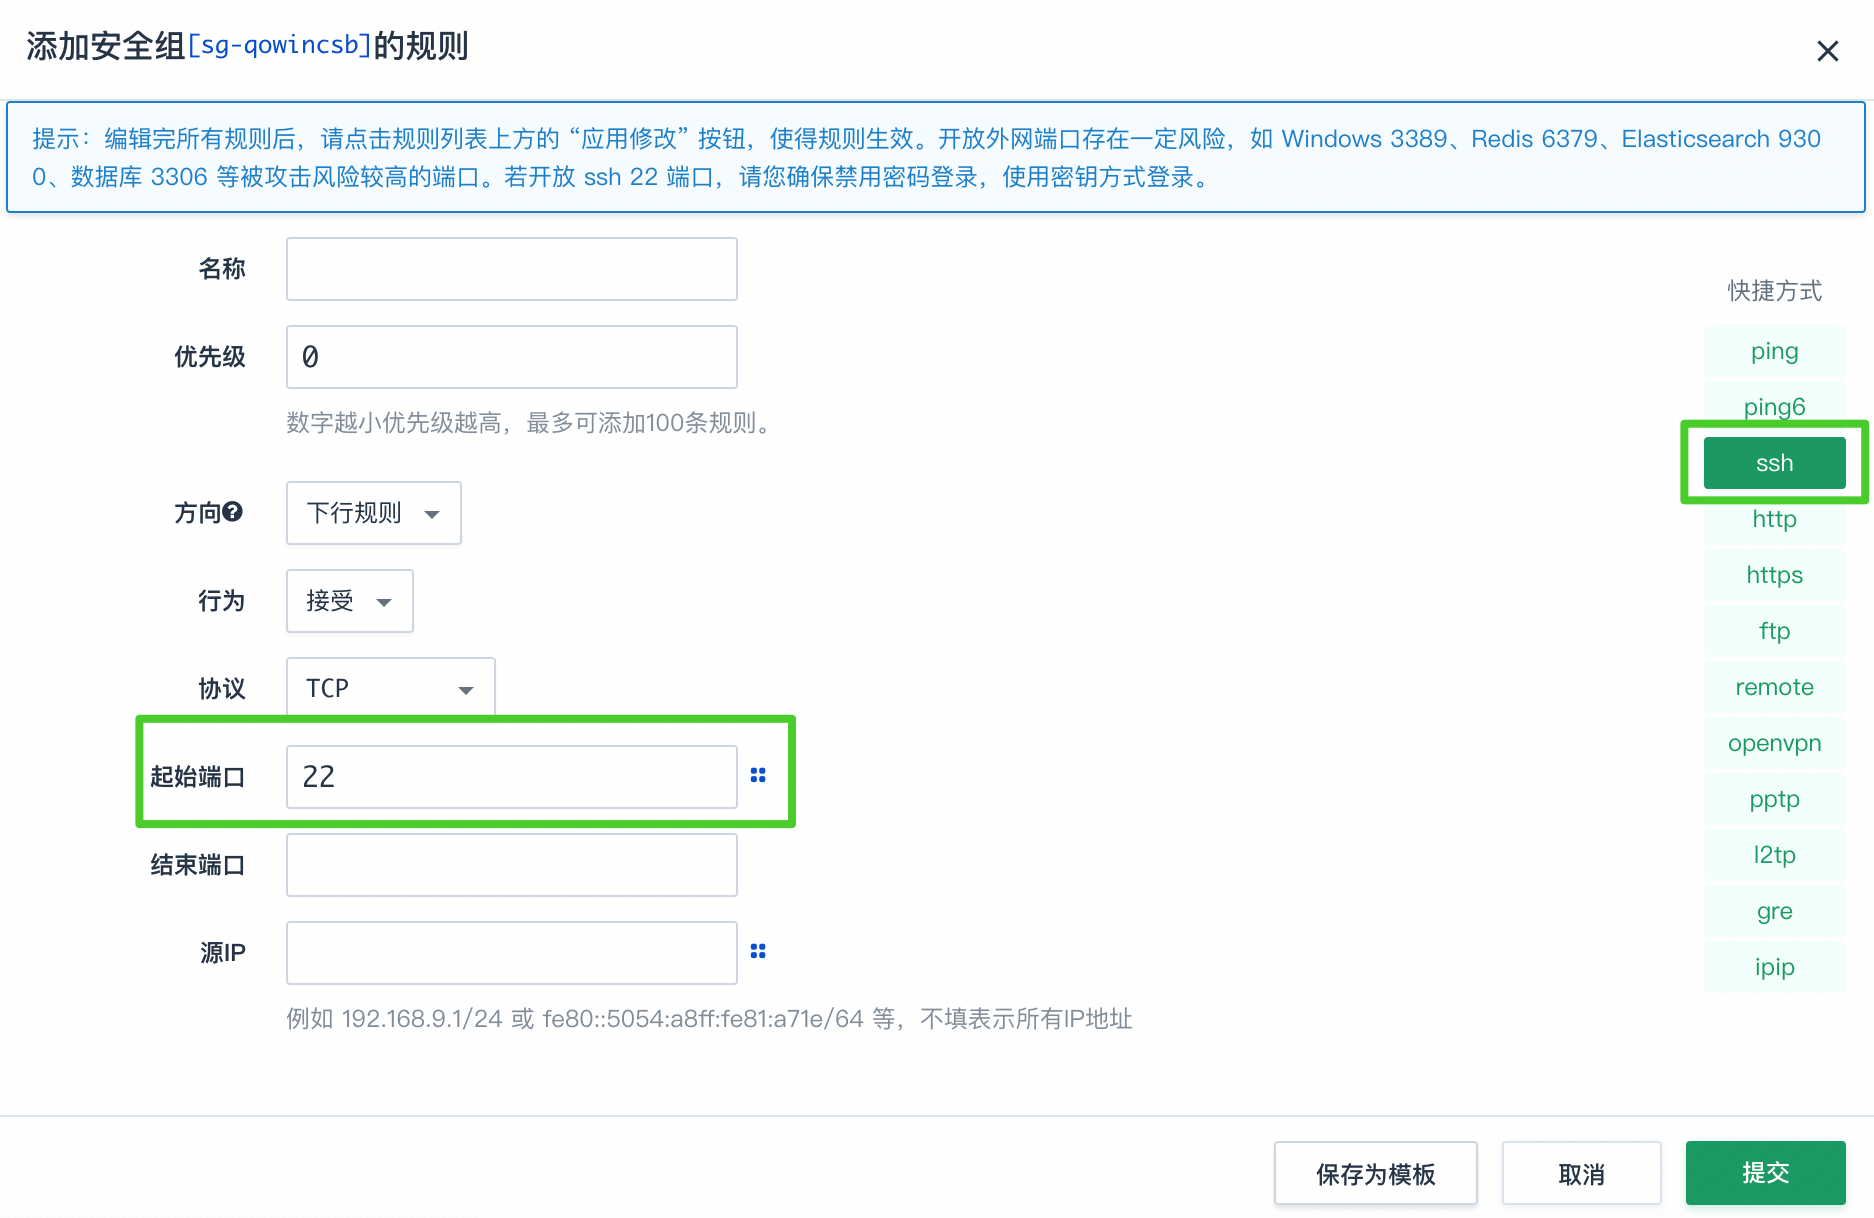 添加安全组[sg-qowincsb]的规则
提示：编辑完所有规则后，请点击规则列表上方的 “应用修改” 按钮，使得规则生效。开放外网端口存在一定风险，如 Windows 3389、Redis 6379、Elasticsearch 930
0、数据库 3306 等被攻击风险较高的端口。若开放 ssh 22 端口，请您确保禁用密码登录，使用密钥方式登录。
名称
优先级 0
数字越小优先级越高，最多可添加100条规则。
方向 下行规则
行为 接受
协议 TCP
起始端口 22
结束端口
源IP
例如 192.168.9.1/24 或 fe80::5054:a8ff:fe81:a71e/64 等，不填表示所有IP地址
快捷方式
ping
ping6
ssh
http
https
ftp
remote
openvpn
pptp
l2tp
gre
ipip
保存为模板 取消 提交